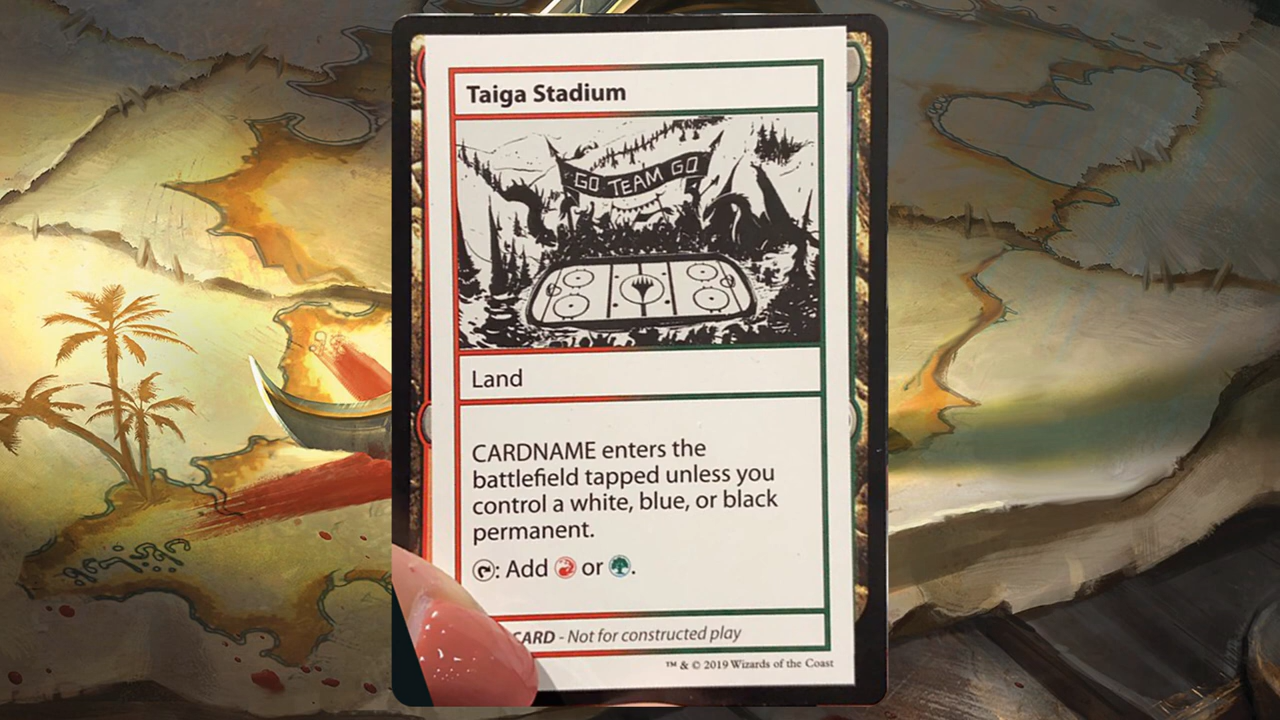 Taiga Stadium
GO TEAM GO
Land
CARDNAME enters the
battlefield tapped unless you
control a white, blue, or black
permanent.
: Add or .
CARD - Not for constructed play
™ & © 2019 Wizards of the Coast